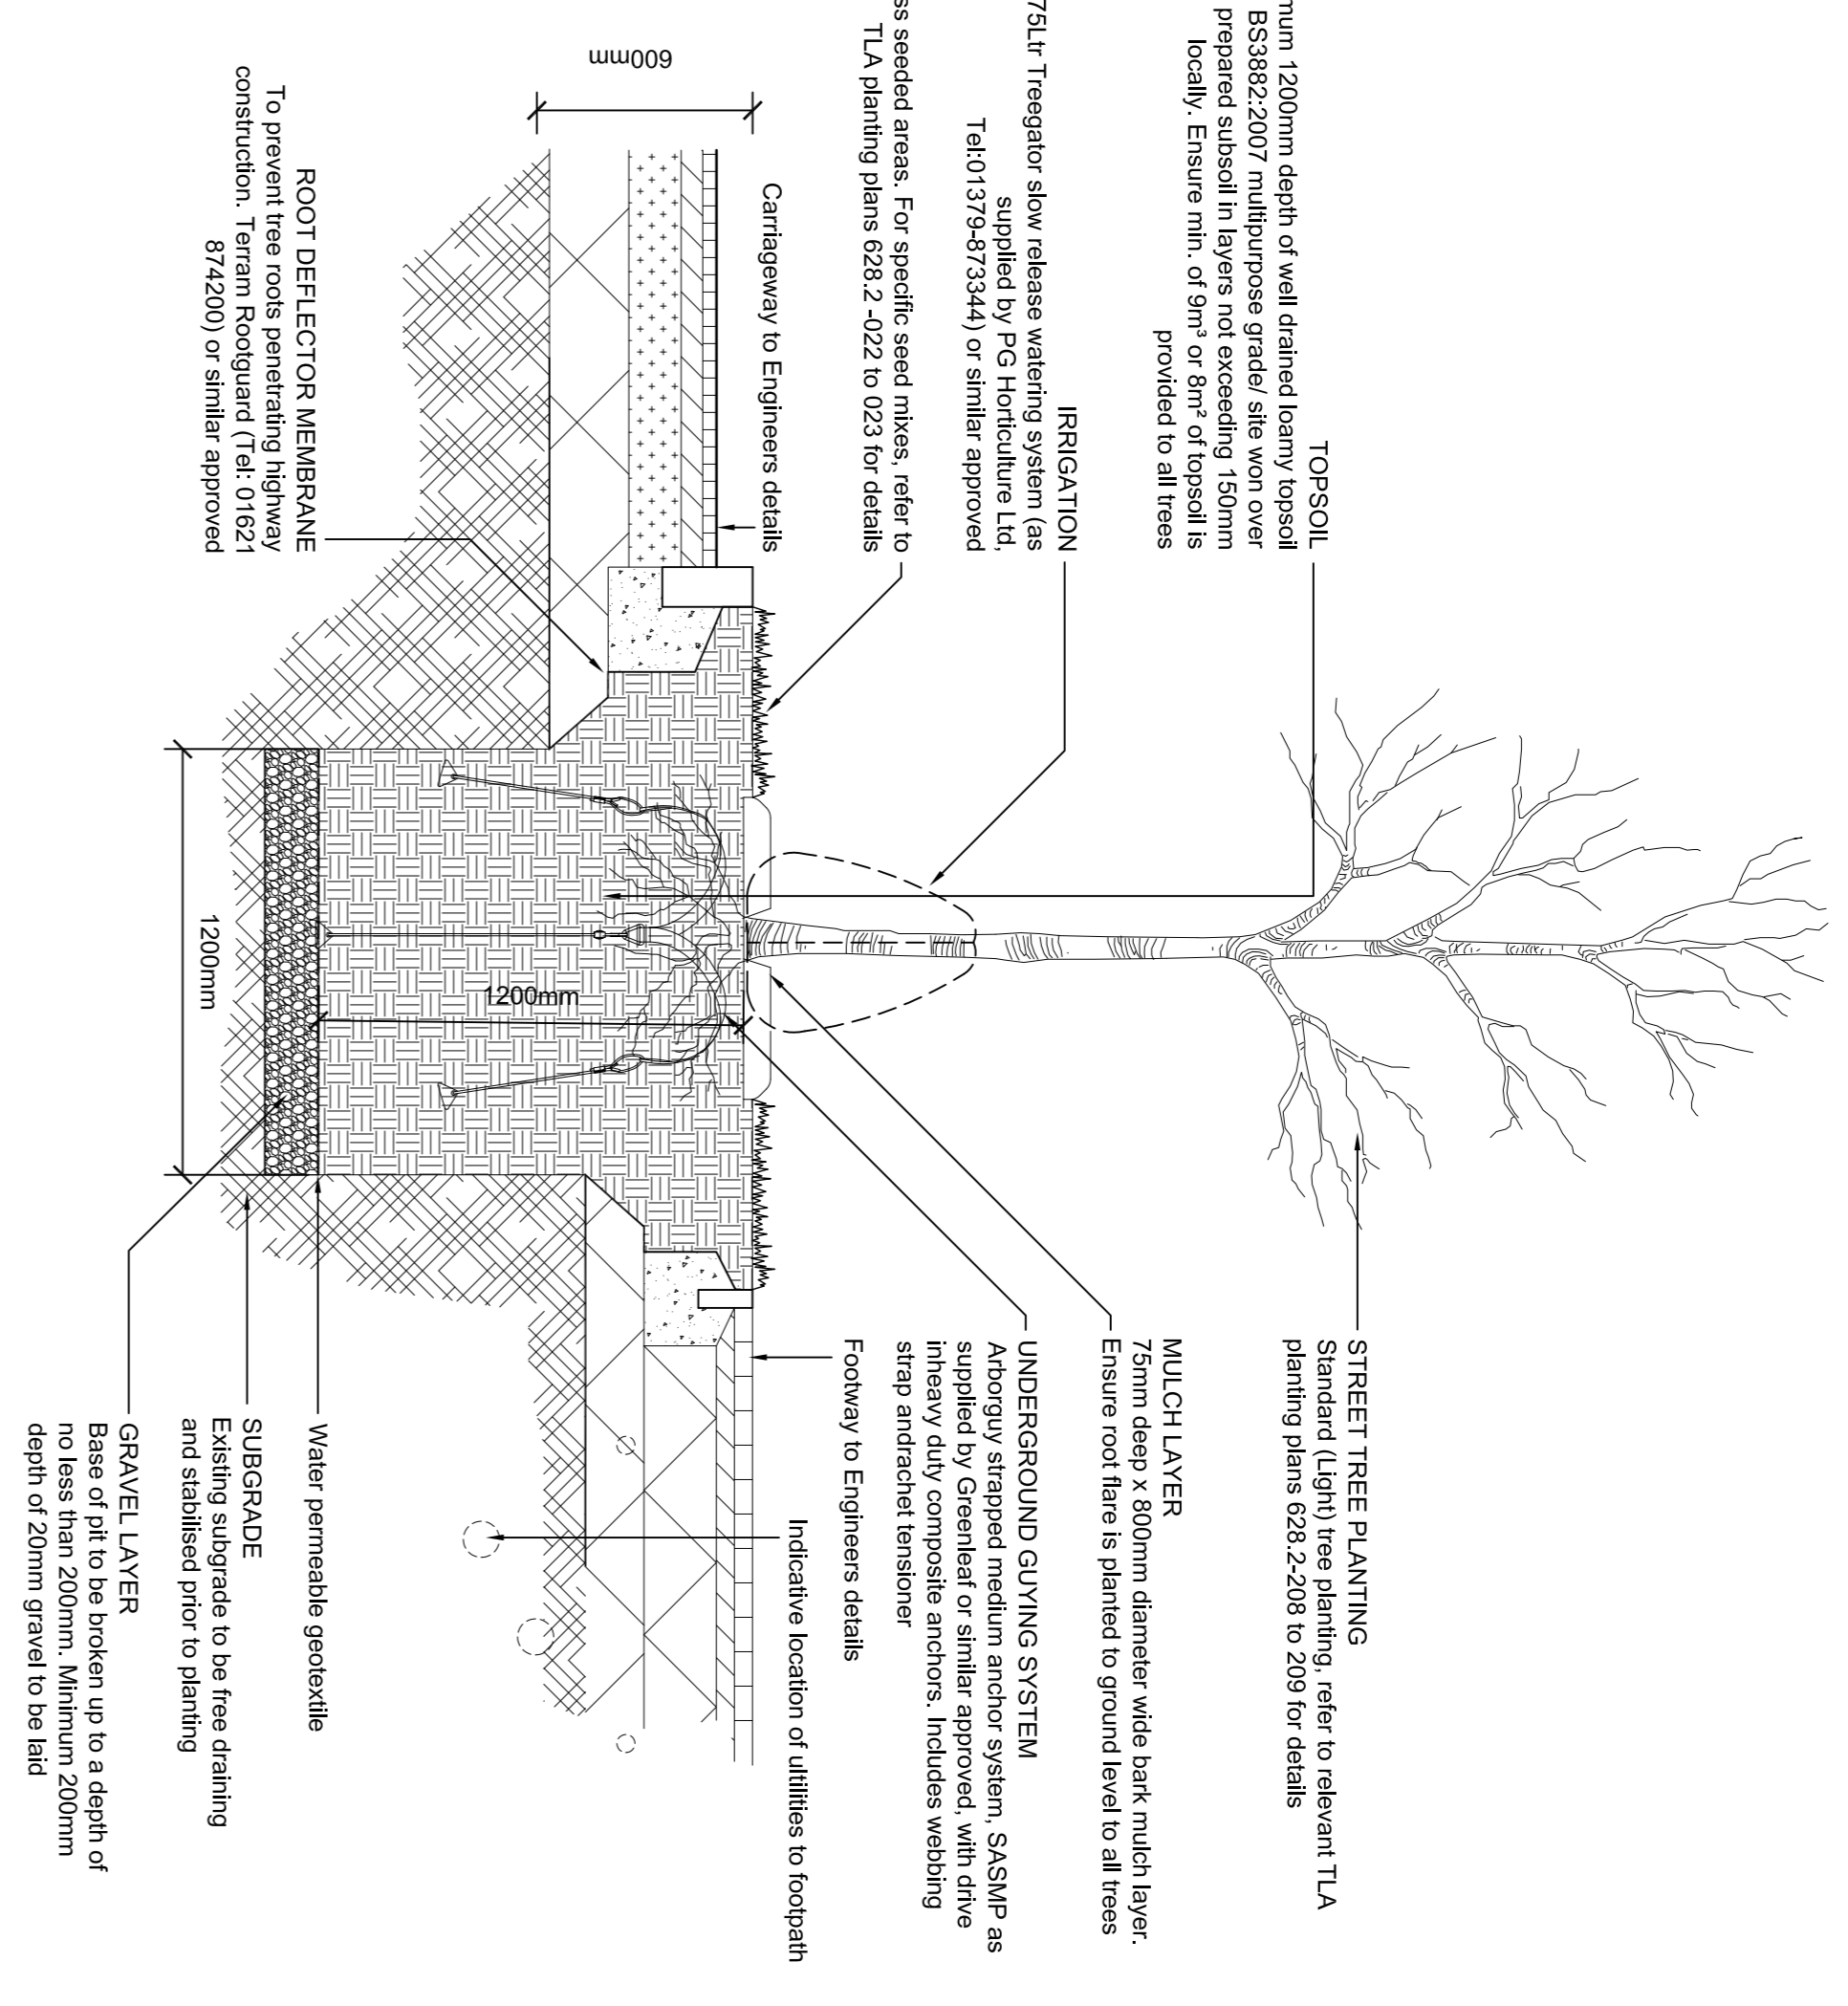 TOPSOIL
1200mm depth of well drained loamy topsoil
BS3882:2007 multipurpose grade/ site won over
prepared subsoil in layers not exceeding 150mm
locally. Ensure min. of 9m³ or 8m² of topsoil is
provided to all trees
IRRIGATION
75Ltr Treegator slow release watering system (as
supplied by PG Horticulture Ltd,
Tel:01379-873344) or similar approved
seeded areas. For specific seed mixes, refer to
TLA planting plans 628.2 -022 to 023 for details
Carriageway to Engineers details
600mm
ROOT DEFLECTOR MEMBRANE
To prevent tree roots penetrating highway
construction. Terram Rootguard (Tel: 01621
874200) or similar approved
1200mm
1200mm
STREET TREE PLANTING
Standard (Light) tree planting, refer to relevant TLA
planting plans 628.2-208 to 209 for details
MULCH LAYER
75mm deep x 800mm diameter wide bark mulch layer.
Ensure root flare is planted to ground level to all trees
UNDERGROUND GUYING SYSTEM
Arborguy strapped medium anchor system, SASMP as
supplied by Greenleaf or similar approved, with drive
inheavy duty composite anchors. Includes webbing
strap andrachet tensioner
Footway to Engineers details
Indicative location of ultilities to footpath
Water permeable geotextile
SUBGRADE
Existing subgrade to be free draining
and stabilised prior to planting
GRAVEL LAYER
Base of pit to be broken up to a depth of
no less than 200mm. Minimum 200mm
depth of 20mm gravel to be laid